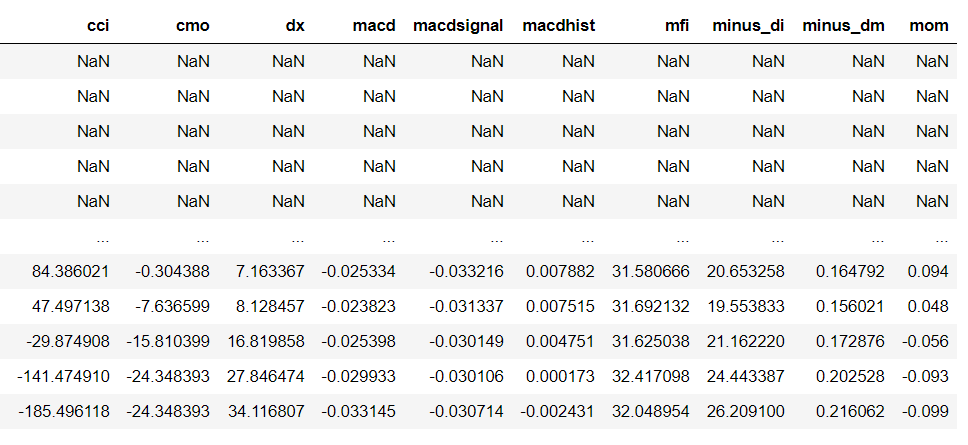 cci cmo dx macd macdsignal macdhist mfi minus_di minus_dm mom
NaN NaN NaN NaN NaN NaN NaN NaN NaN NaN
NaN NaN NaN NaN NaN NaN NaN NaN NaN NaN
NaN NaN NaN NaN NaN NaN NaN NaN NaN NaN
NaN NaN NaN NaN NaN NaN NaN NaN NaN NaN
NaN NaN NaN NaN NaN NaN NaN NaN NaN NaN
... ... ... ... ... ... ... ... ... ...
84.386021 -0.304388 7.163367 -0.025334 -0.033216 0.007882 31.580666 20.653258 0.164792 0.094
47.497138 -7.636599 8.128457 -0.023823 -0.031337 0.007515 31.692132 19.553833 0.156021 0.048
-29.874908 -15.810399 16.819858 -0.025398 -0.030149 0.004751 31.625038 21.162220 0.172876 -0.056
-141.474910 -24.348393 27.846474 -0.029933 -0.030106 0.000173 32.417098 24.443387 0.202528 -0.093
-185.496118 -24.348393 34.116807 -0.033145 -0.030714 -0.002431 32.048954 26.209100 0.216062 -0.099